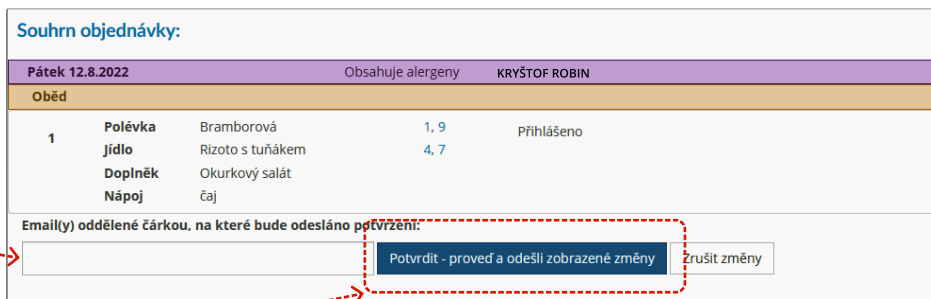 Souhrn objednávky:
Pátek 12.8.2022 Obsahuje alergeny KRYŠTOF ROBIN
Oběd
1 Polévka Bramborová 1, 9 Přihlášeno
Jídlo Rizoto s tuňákem 4, 7
Doplněk Okurkový salát
Nápoj čaj
Email(y) oddělené čárkou, na které bude odesláno potvrzení:
Potvrdit - proveď a odešli zobrazené změny Zrušit změny